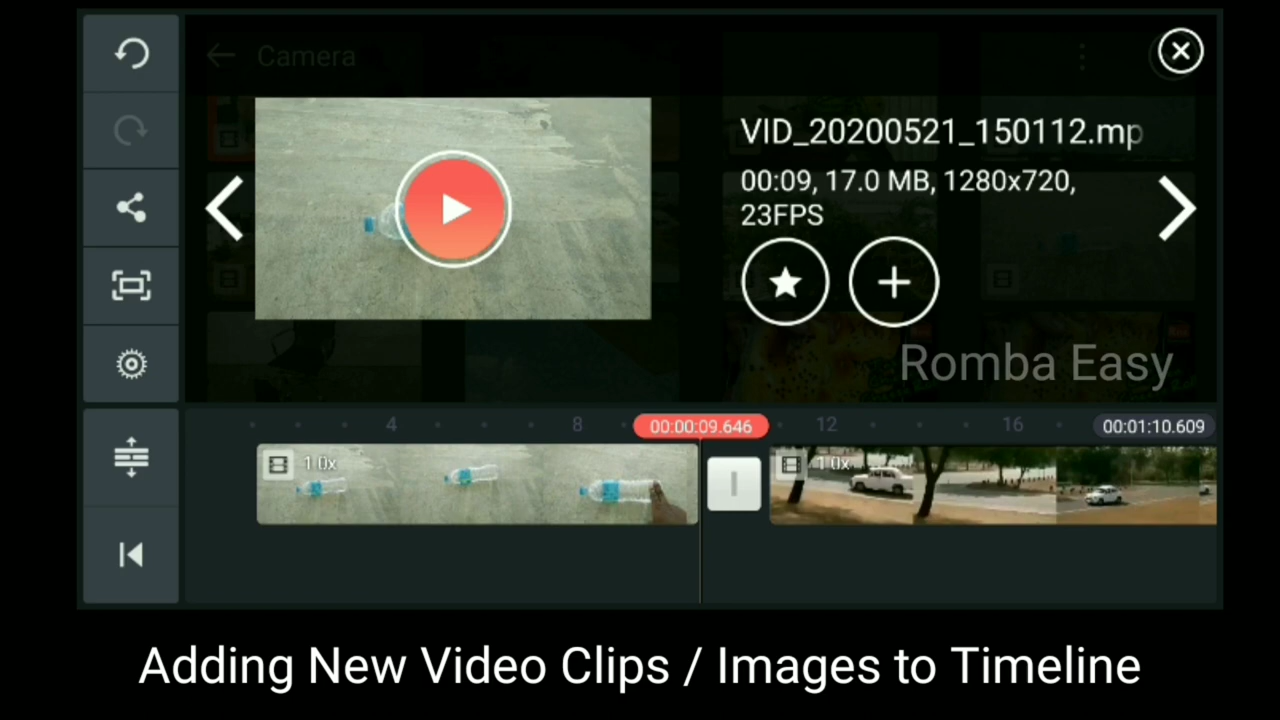 Camera
VID_20200521_150112.mp
00:09, 17.0 MB, 1280x720,
23FPS
Romba Easy
4
8
00:00:09.646
12
16
00:01:10.609
1.0x
1.0x
Adding New Video Clips / Images to Timeline